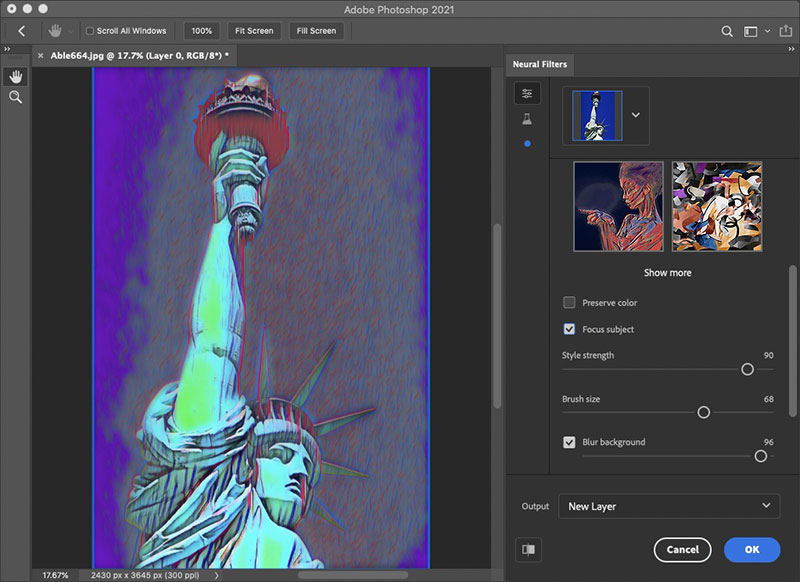 Adobe Photoshop 2021
Scroll All Windows
100%
Fit Screen
Fill Screen
Able664.jpg @ 17.7% (Layer 0, RGB/8*) *
Neural Filters
Show more
Preserve color
Focus subject
Style strength 90
Brush size 68
Blur background 96
Output New Layer
Cancel OK
17.67% 2430 px x 3645 px (300 ppi)